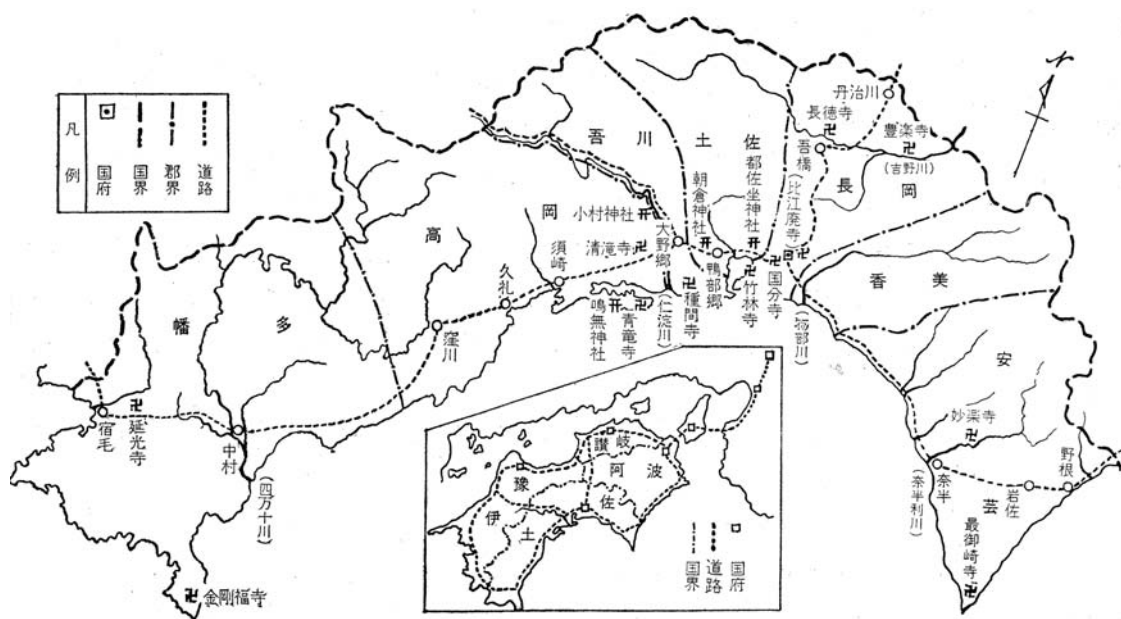 凡例
国府
国界
郡界
道路
丹治川
長徳寺
豊楽寺
吾橋
(吉野川)
長岡
吾川
土佐
都佐坐神社
朝倉神社
(比江廃寺)
小村神社
清滝寺
大野郷
鴨部郷
国分寺
竹林寺
種間寺
(仁淀川)
(物部川)
香美
高岡
須崎
久礼
鳴無神社
青竜寺
窪川
幡多
宿毛
延光寺
中村
(四万十川)
金剛福寺
安芸
妙楽寺
野根
奈半
岩佐
(奈半利川)
最御崎寺
讃岐
阿波
伊豫
土佐
国府
道路
国界